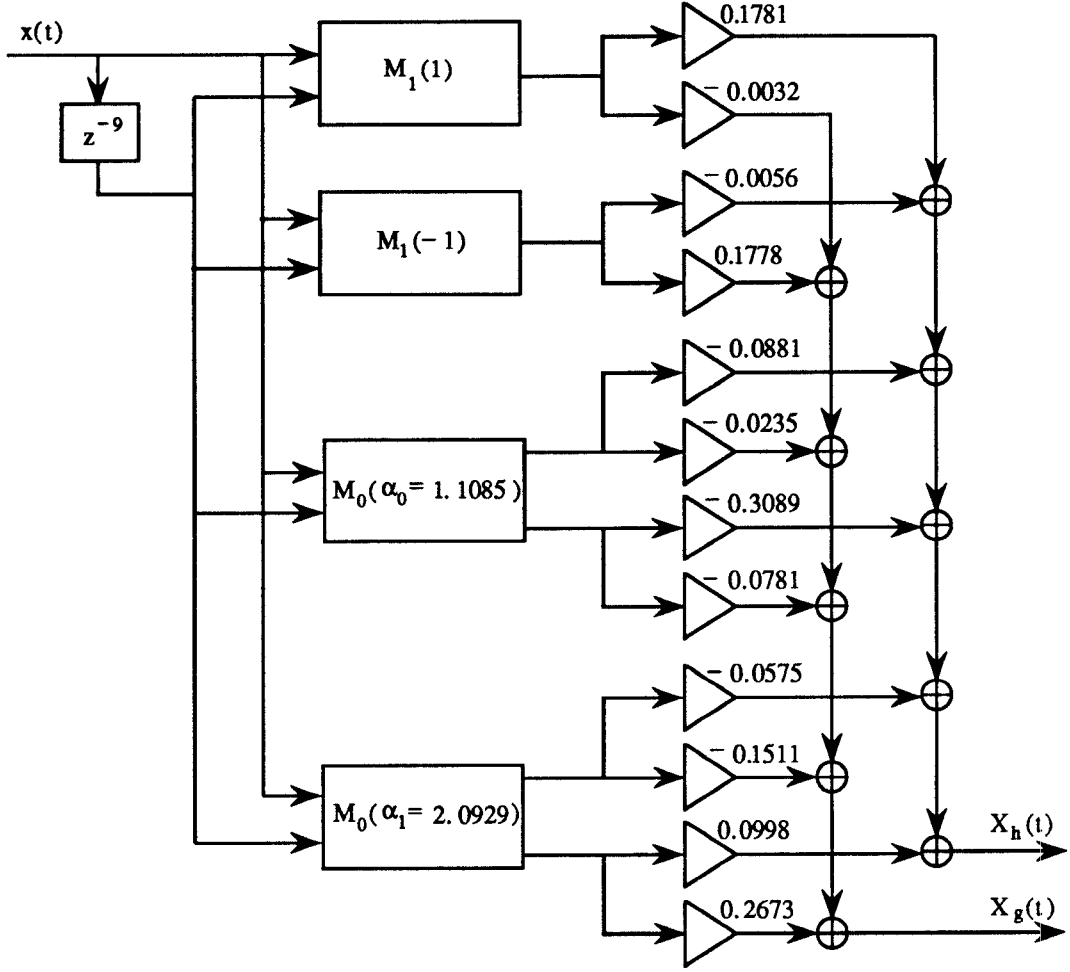 x(t)
0.1781
M₁(1)
− 0.0032
z⁻⁹
− 0.0056
M₁(− 1)
0.1778
− 0.0881
− 0.0235
M₀(α₀= 1.1085)
− 0.3089
− 0.0781
− 0.0575
− 0.1511
M₀(α₁= 2.0929)
0.0998
Xₕ(t)
0.2673
X_g(t)